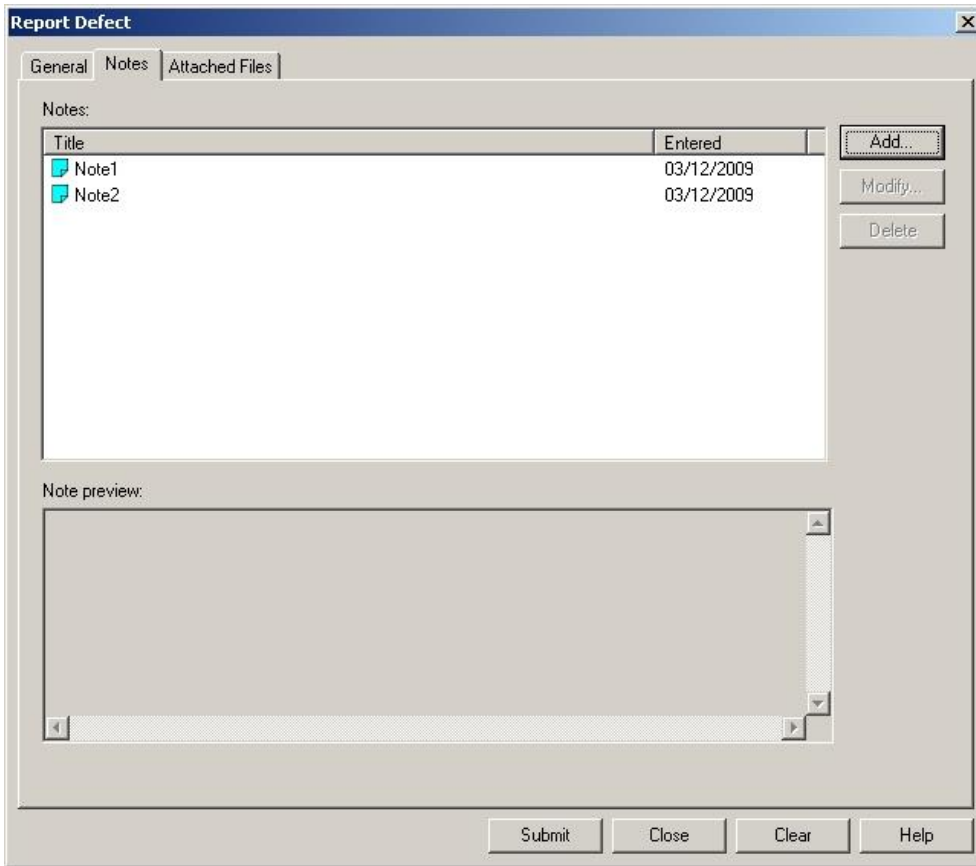 Report Defect
General Notes Attached Files
Notes:
Title Entered
Note1 03/12/2009
Note2 03/12/2009
Add...
Modify...
Delete
Note preview:
Submit Close Clear Help